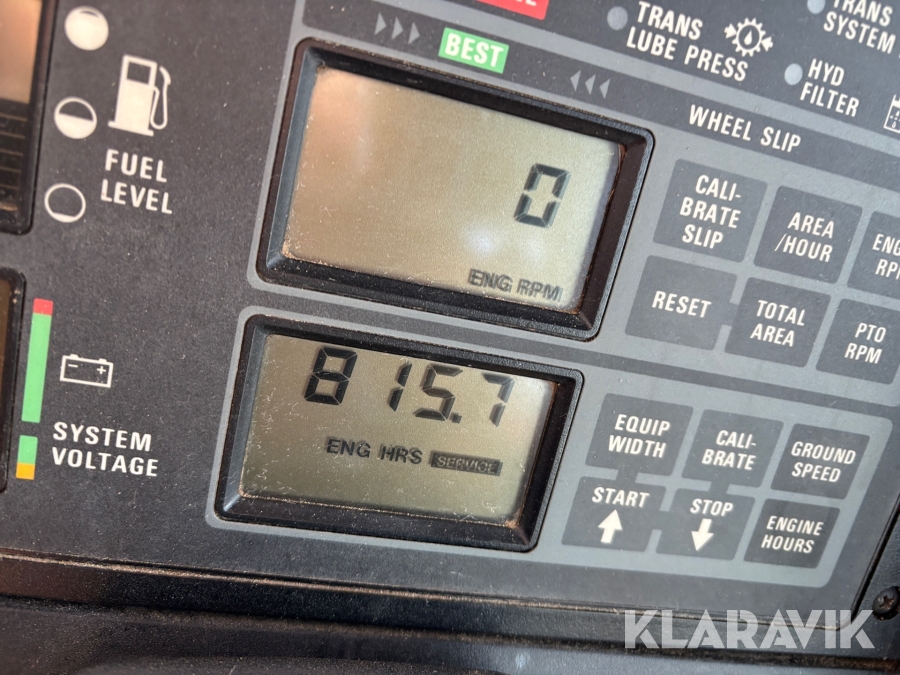 BEST
TRANS
LUBE PRESS
TRANS
SYSTEM
HYD
FILTER
WHEEL SLIP
FUEL
LEVEL
0
ENG RPM
CALI-
BRATE
SLIP
AREA
/HOUR
ENG
RPM
RESET
TOTAL
AREA
PTO
RPM
- +
SYSTEM
VOLTAGE
815.7
ENG HRS SERVICE
EQUIP
WIDTH
CALI-
BRATE
GROUND
SPEED
START
STOP
ENGINE
HOURS
KLARAVIK